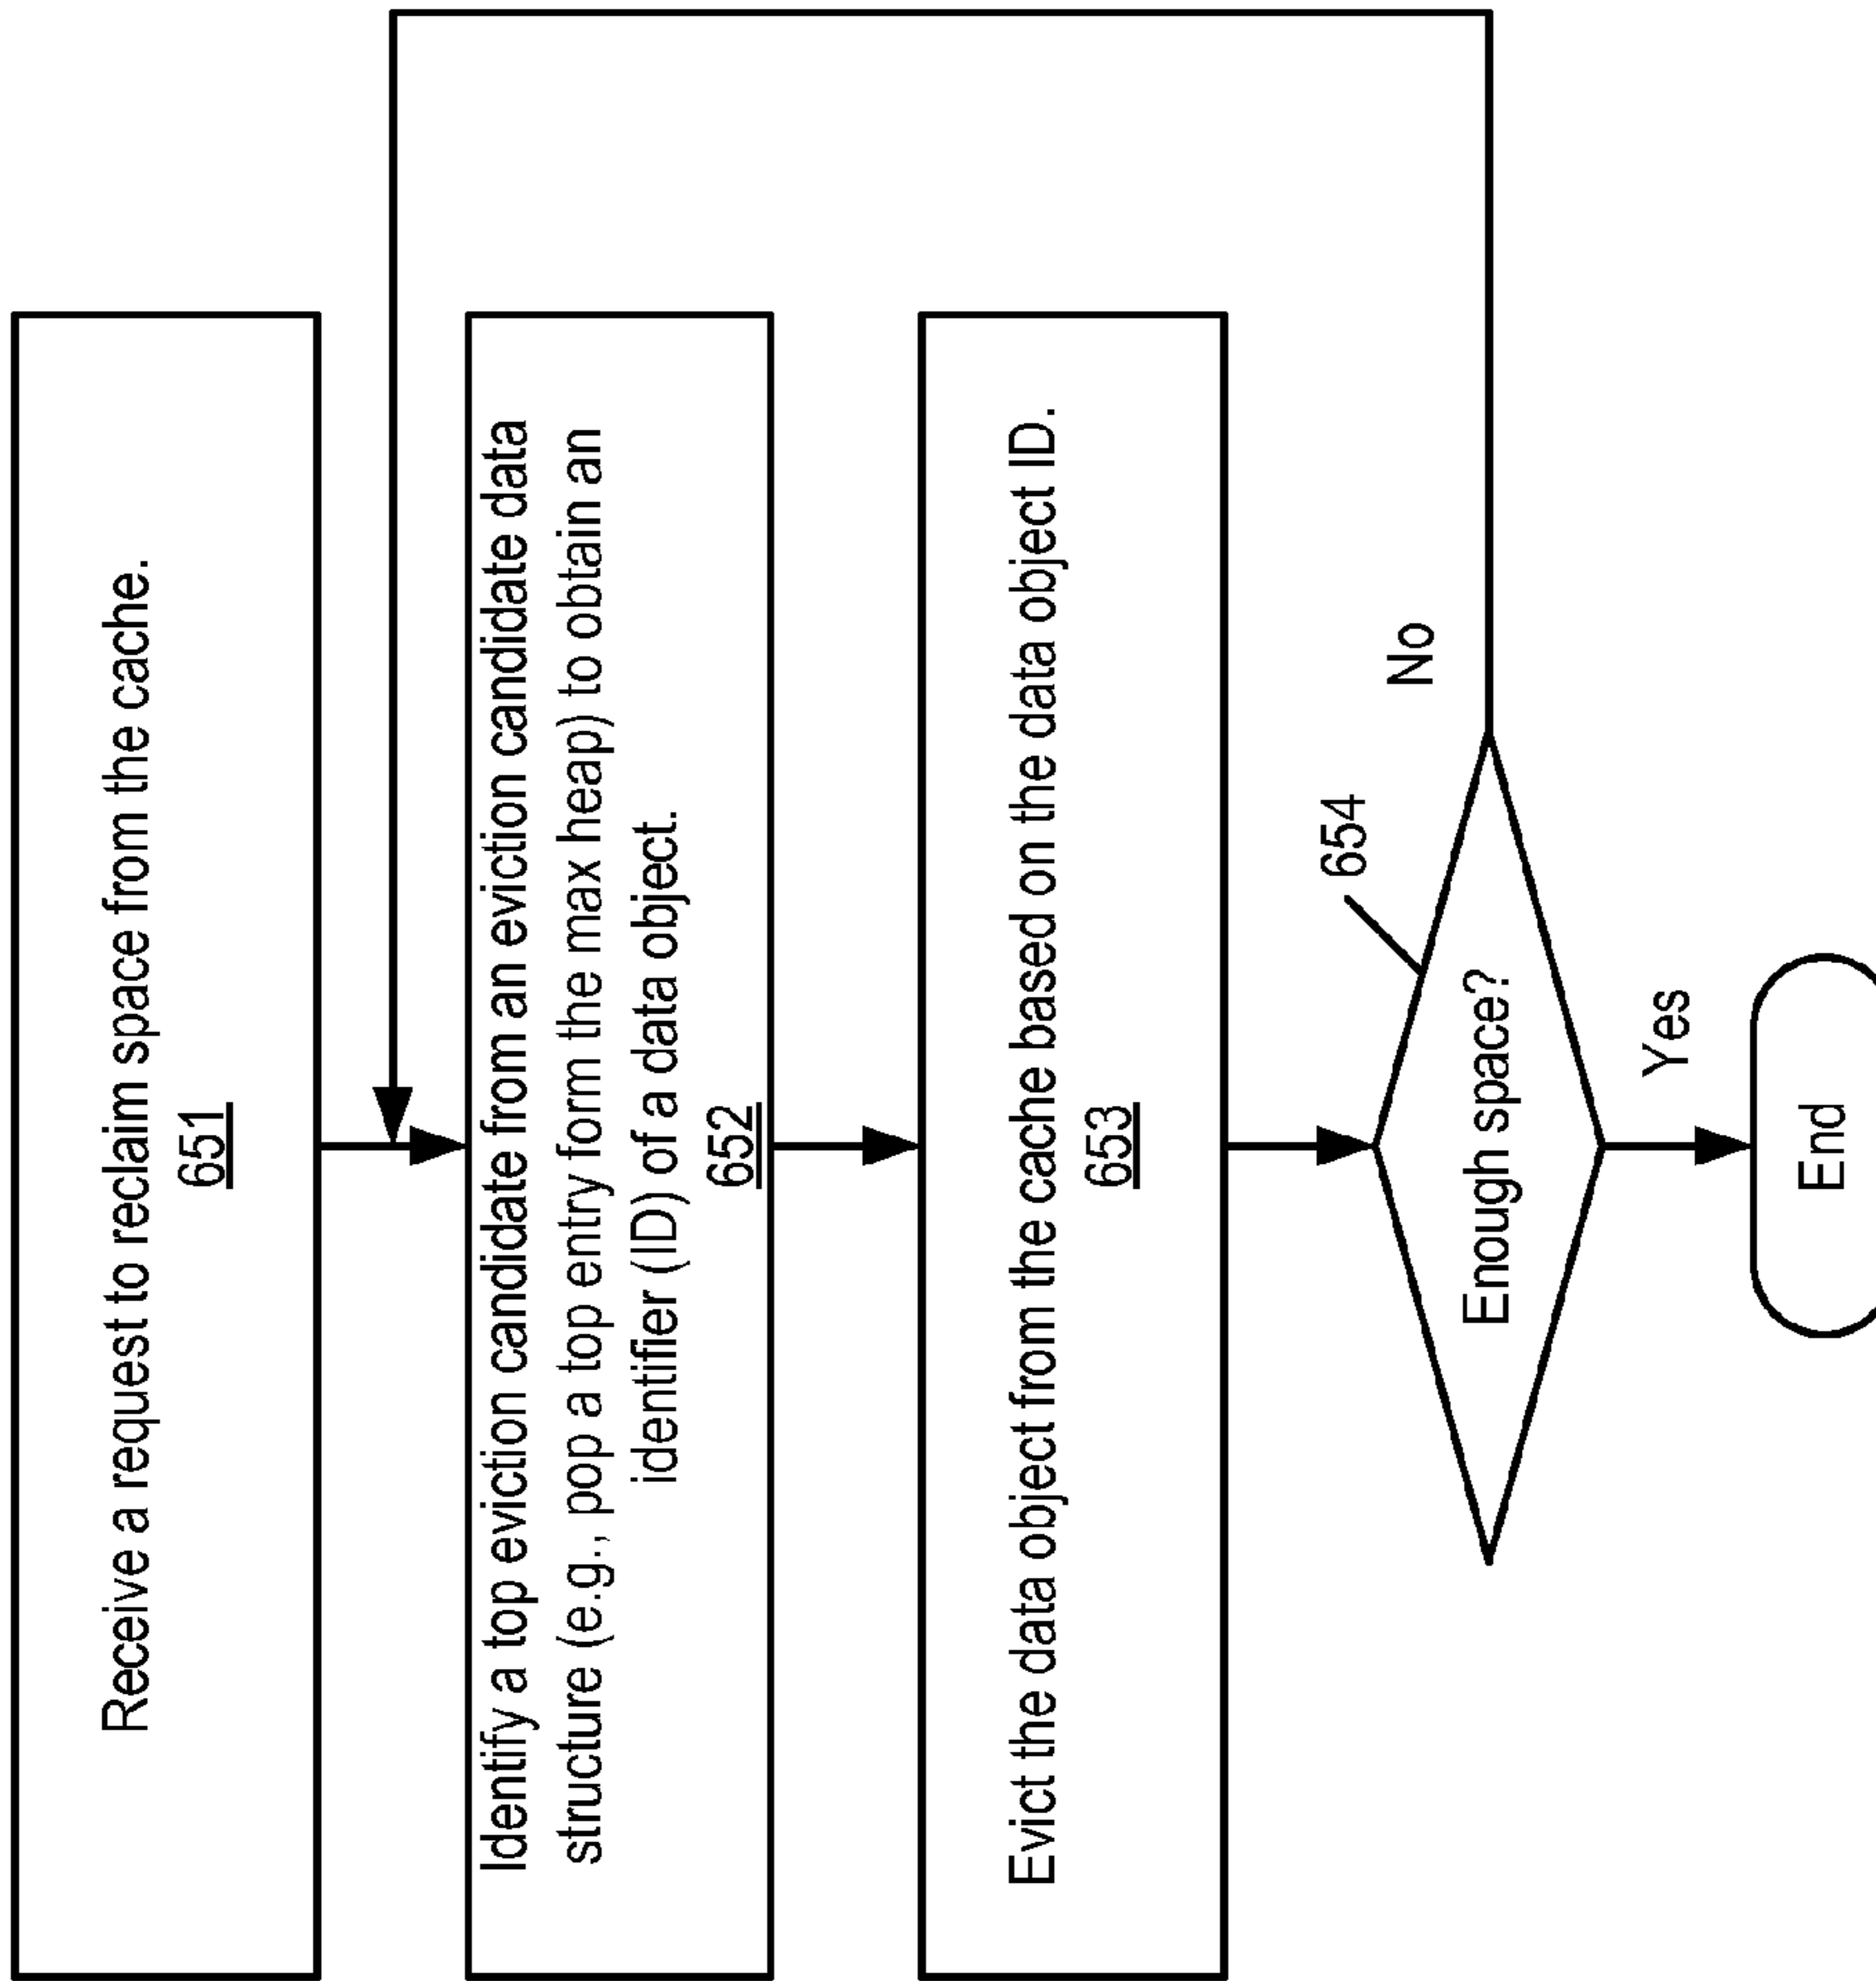 Receive a request to reclaim space from the cache.
651
Identify a top eviction candidate from an eviction candidate data
structure (e.g., pop a top entry form the max heap) to obtain an
identifier (ID) of a data object.
652
Evict the data object from the cache based on the data object ID.
653
654
Enough space?
No
Yes
End